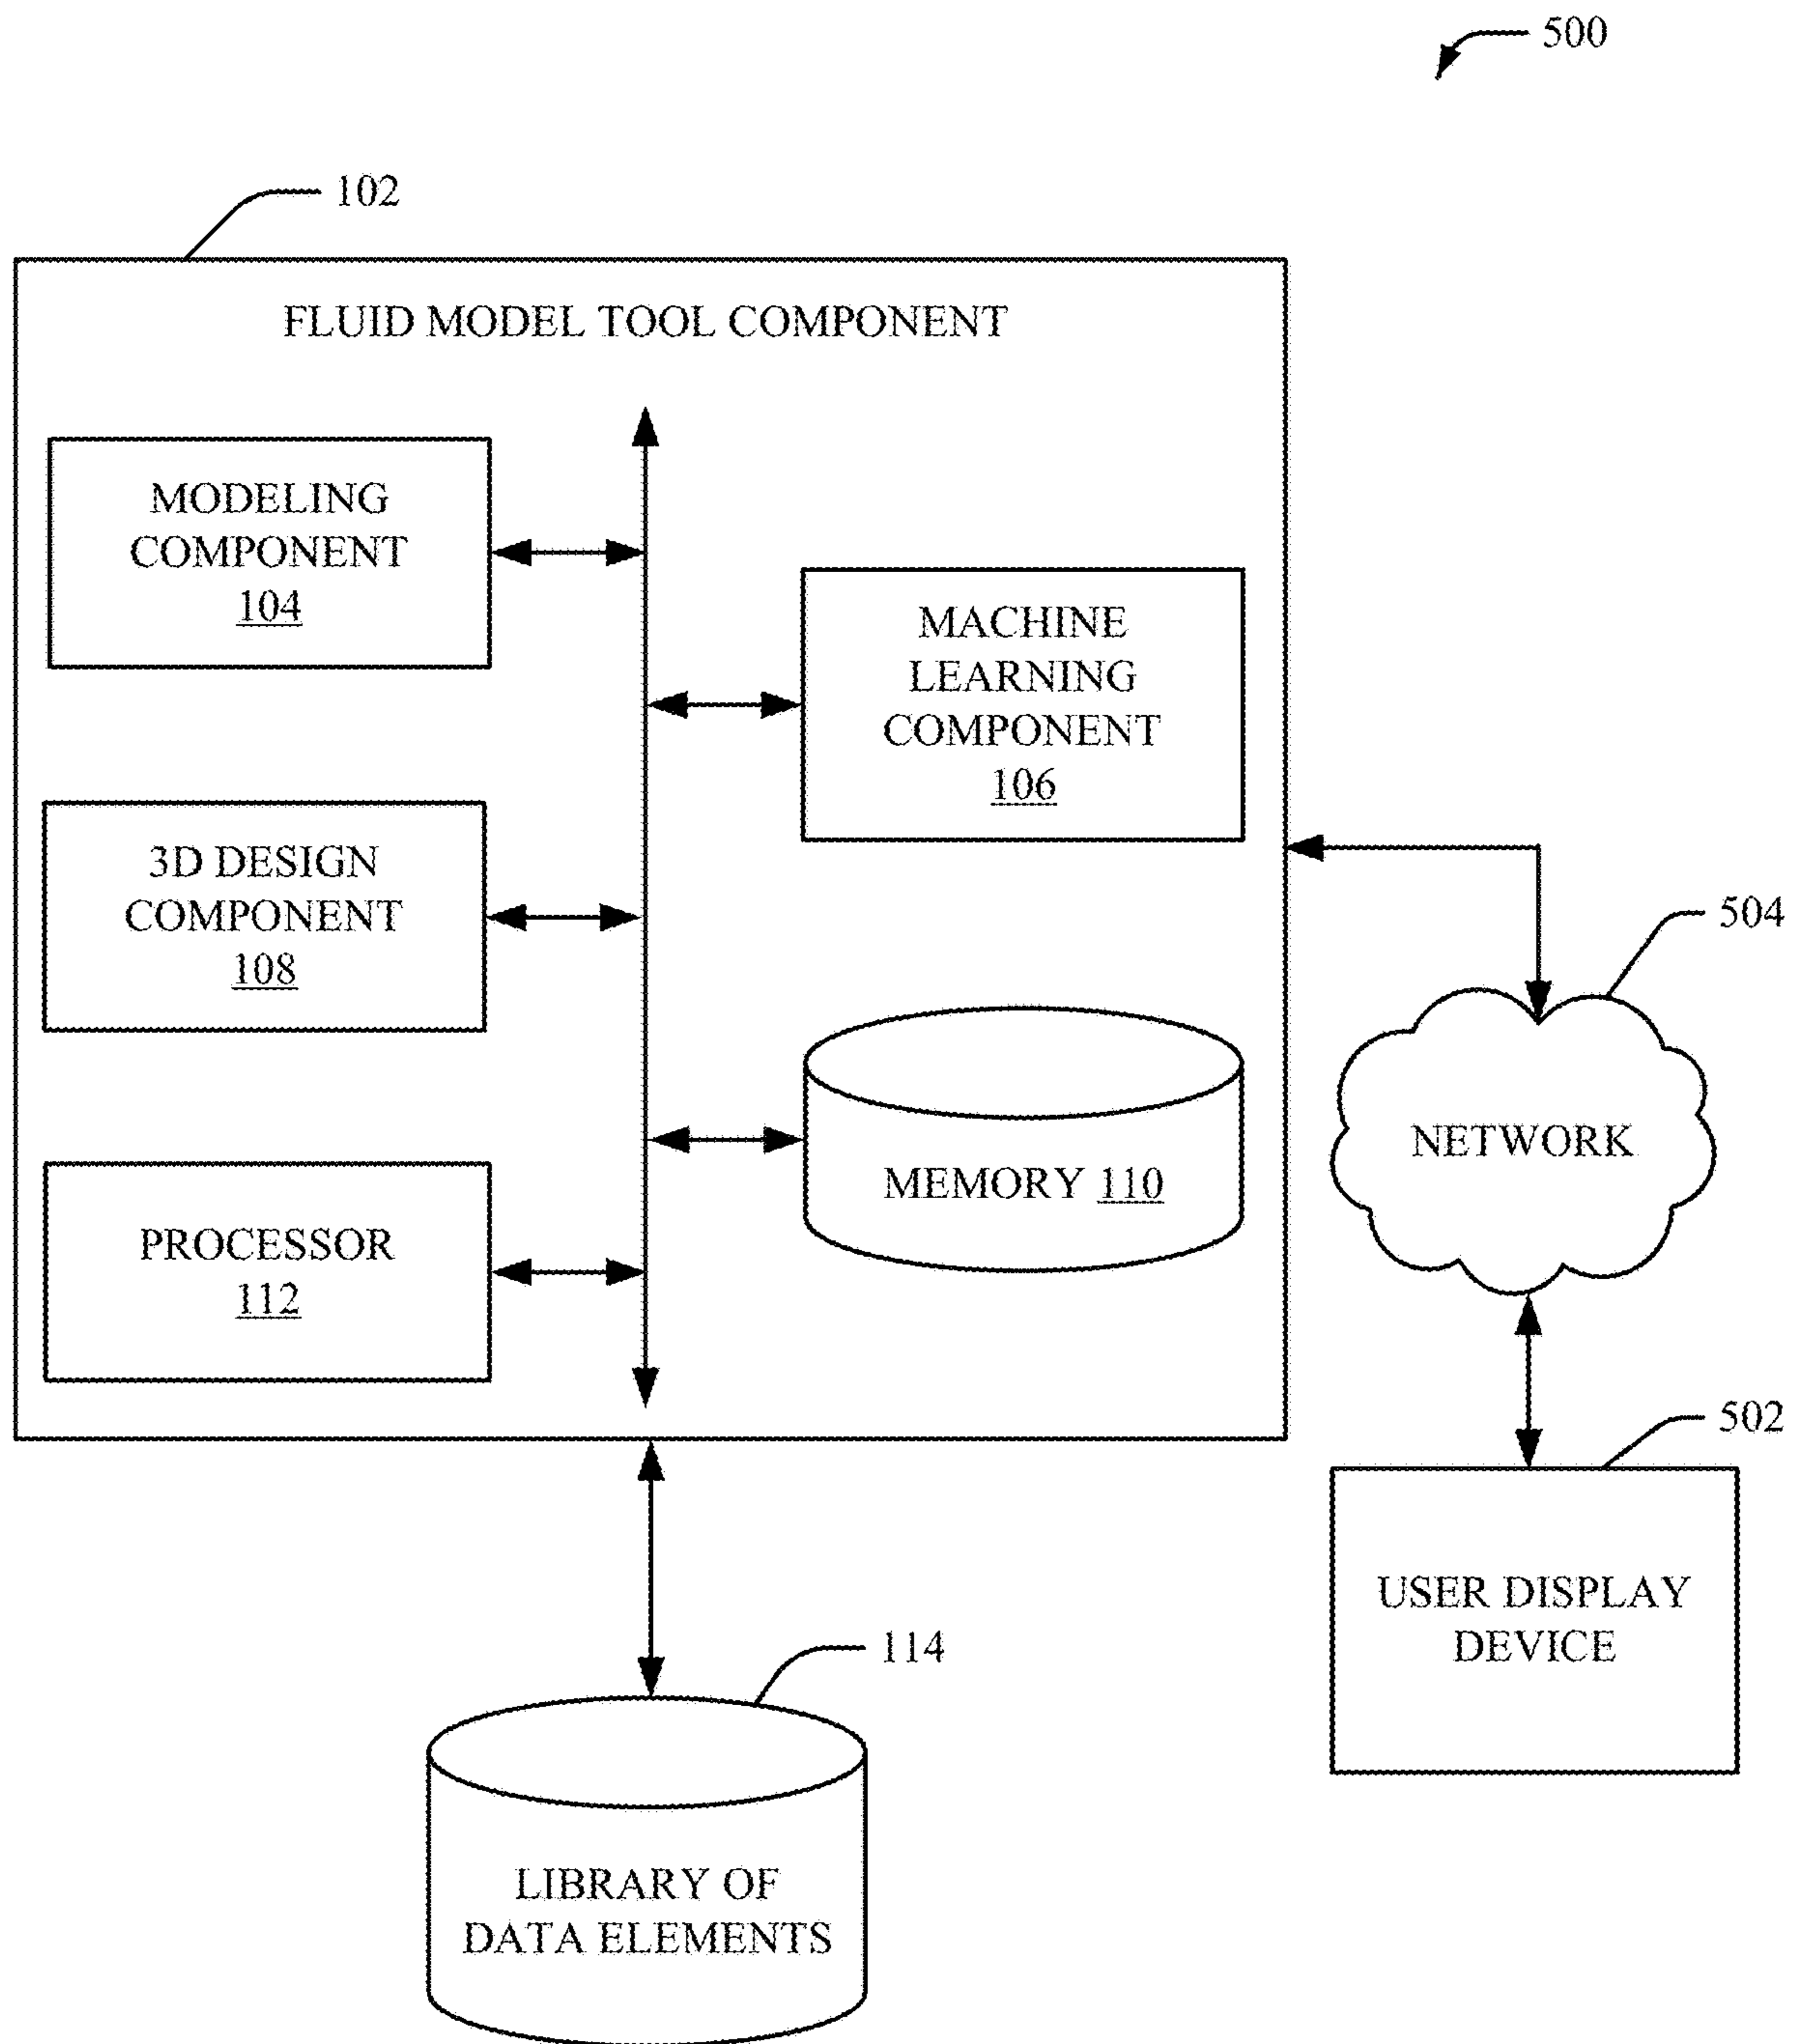 500
102
FLUID MODEL TOOL COMPONENT
MODELING
COMPONENT
104
MACHINE
LEARNING
COMPONENT
106
3D DESIGN
COMPONENT
108
504
NETWORK
MEMORY 110
PROCESSOR
112
502
USER DISPLAY
DEVICE
114
LIBRARY OF
DATA ELEMENTS